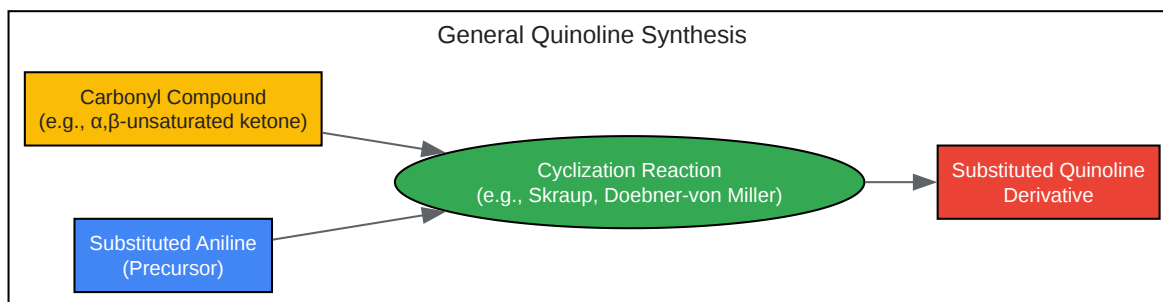 General Quinoline Synthesis
Carbonyl Compound
(e.g., α,β-unsaturated ketone)
Cyclization Reaction
(e.g., Skraup, Doebner-von Miller)
Substituted Quinoline
Derivative
Substituted Aniline
(Precursor)